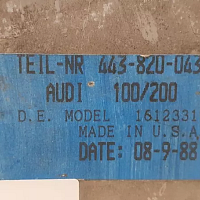 TEIL-NR 443-820-043
AUDI 100/200
D.E. MODEL 1612331
MADE IN U.S.A
DATE: 08-9-88